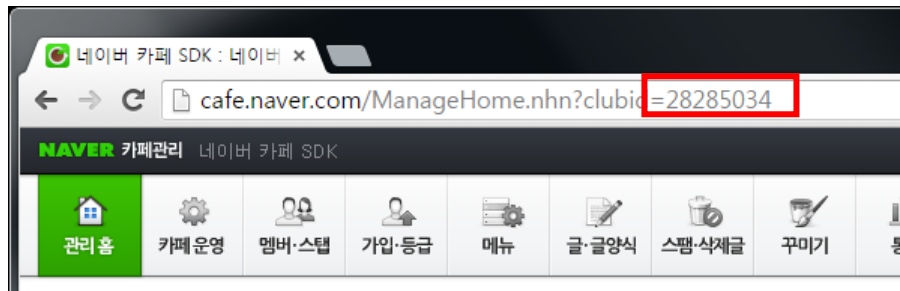 네이버 카페 SDK : 네이버
cafe.naver.com/ManageHome.nhn?clubid=28285034
NAVER 카페관리 네이버 카페 SDK
관리 홈 카페 운영 멤버·스탭 가입·등급 메뉴 글·글양식 스팸·삭제글 꾸미기